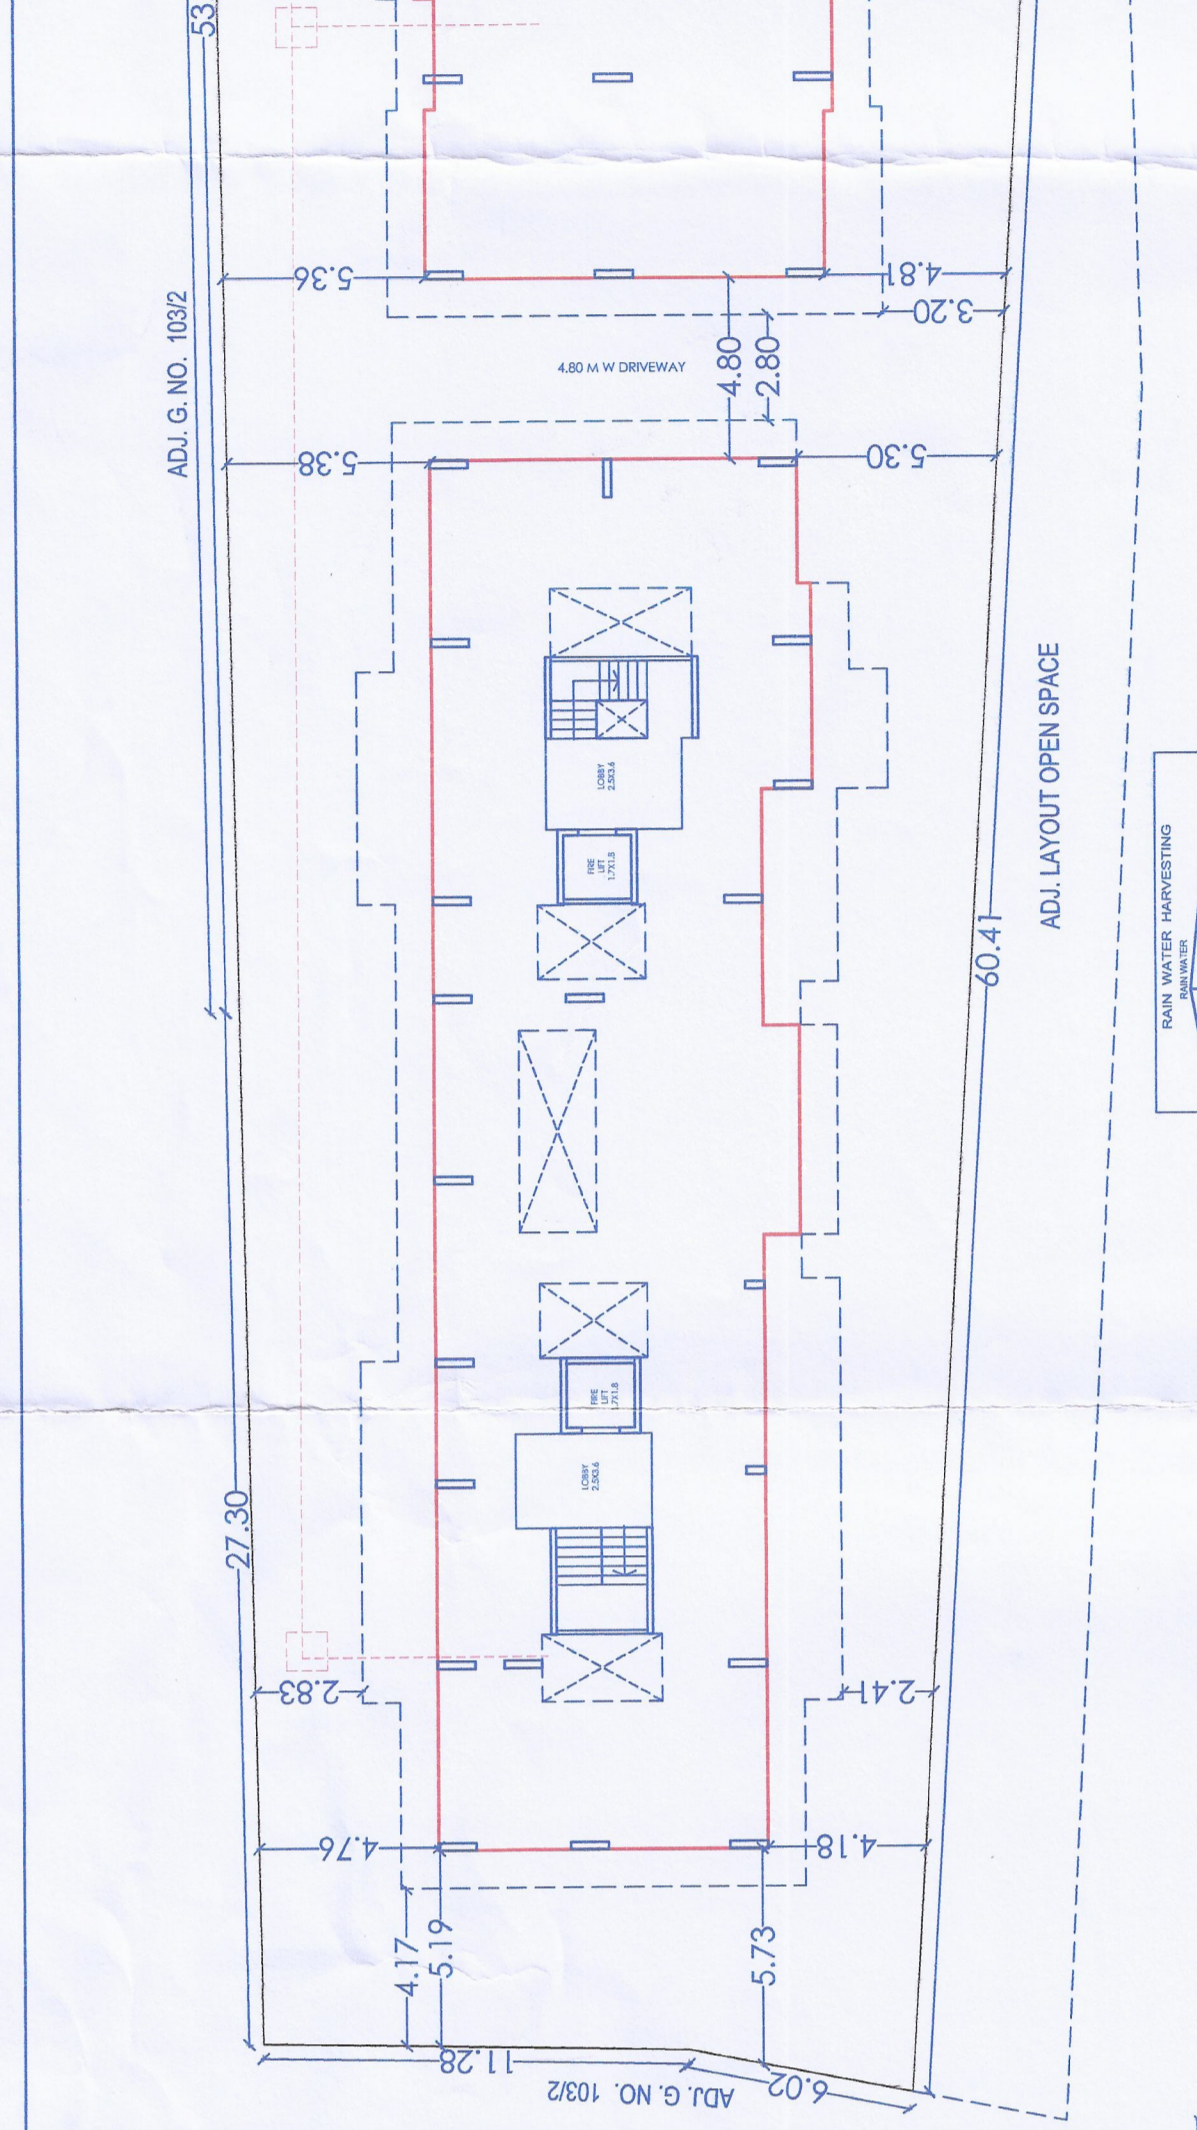 53
ADJ. G. NO. 103/2
5.36
4.81
3.20
4.80 M W DRIVEWAY
4.80
2.80
5.38
5.30
ADJ. LAYOUT OPEN SPACE
LOBBY
2.5X3.6
FIRE
LIFT
1.7X1.8
RAIN WATER HARVESTING
RAIN WATER
60.41
FIRE
LIFT
1.7X1.8
LOBBY
2.5X3.6
27.30
2.83
2.41
4.76
4.18
4.17
5.19
5.73
11.28
6.02
ADJ. G. NO. 103/2